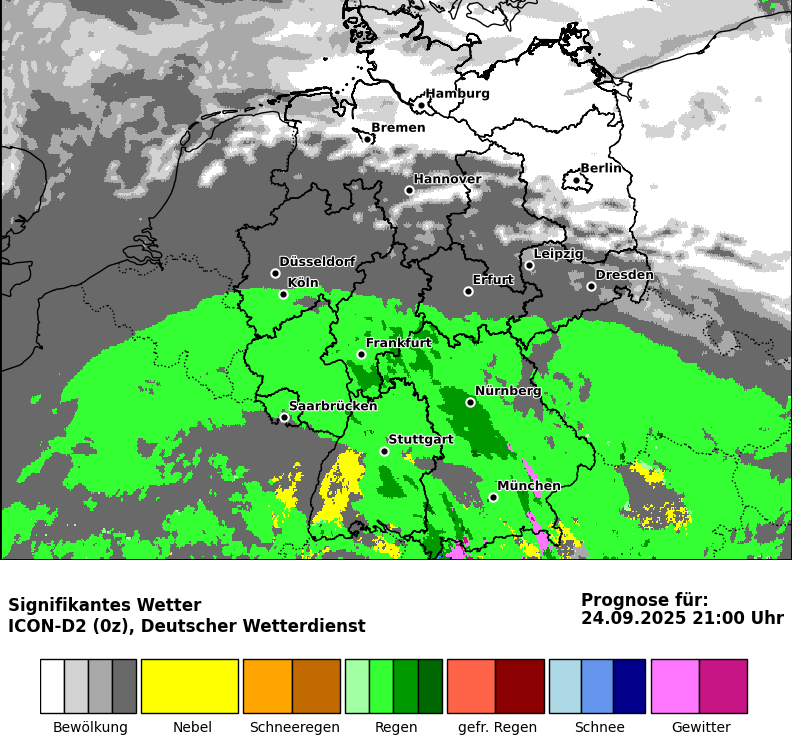 Hamburg
Bremen
Berlin
Hannover
Leipzig
Düsseldorf
Dresden
Köln
Erfurt
Frankfurt
Nürnberg
Saarbrücken
Stuttgart
München
Signifikantes Wetter
ICON-D2 (0z), Deutscher Wetterdienst
Prognose für:
24.09.2025 21:00 Uhr
Bewölkung
Nebel
Schneeregen
Regen
gefr. Regen
Schnee
Gewitter